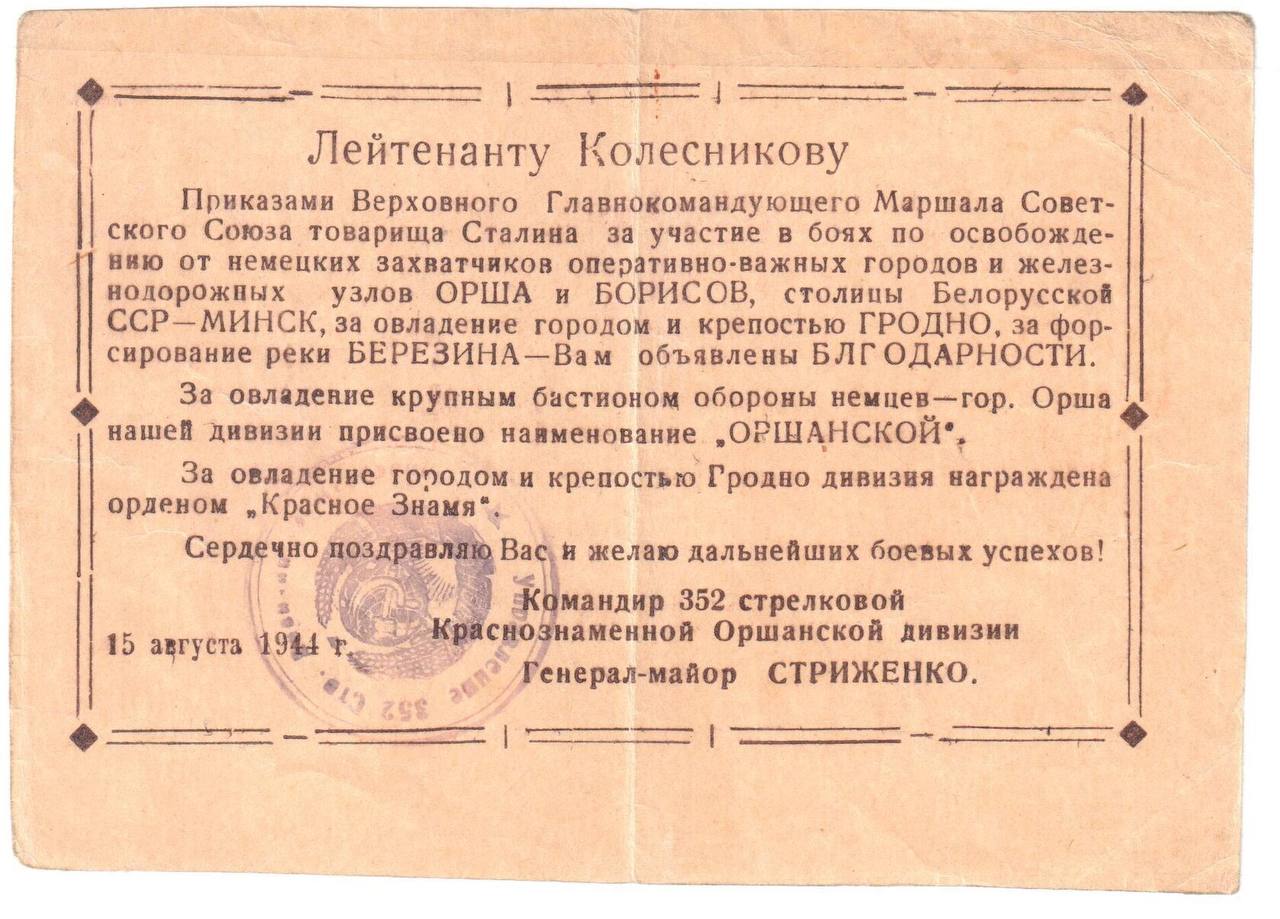 Лейтенанту Колесникову
Приказами Верховного Главнокомандующего Маршала Совет-
ского Союза товарища Сталина за участие в боях по освобожде-
нию от немецких захватчиков оперативно-важных городов и желез-
нодорожных узлов ОРША и БОРИСОВ, столицы Белорусской
ССР—МИНСК, за овладение городом и крепостью ГРОДНО, за фор-
сирование реки БЕРЕЗИНА—Вам объявлены БЛГОДАРНОСТИ.
За овладение крупным бастионом обороны немцев—гор. Орша
нашей дивизии присвоено наименование „ОРШАНСКОЙ“.
За овладение городом и крепостью Гродно дивизия награждена
орденом „Красное Знамя“.
Сердечно поздравляю Вас и желаю дальнейших боевых успехов!
Командир 352 стрелковой
Краснознаменной Оршанской дивизии
15 августа 1944 г.
Генерал-майор СТРИЖЕНКО.
Управление 352 Стр.